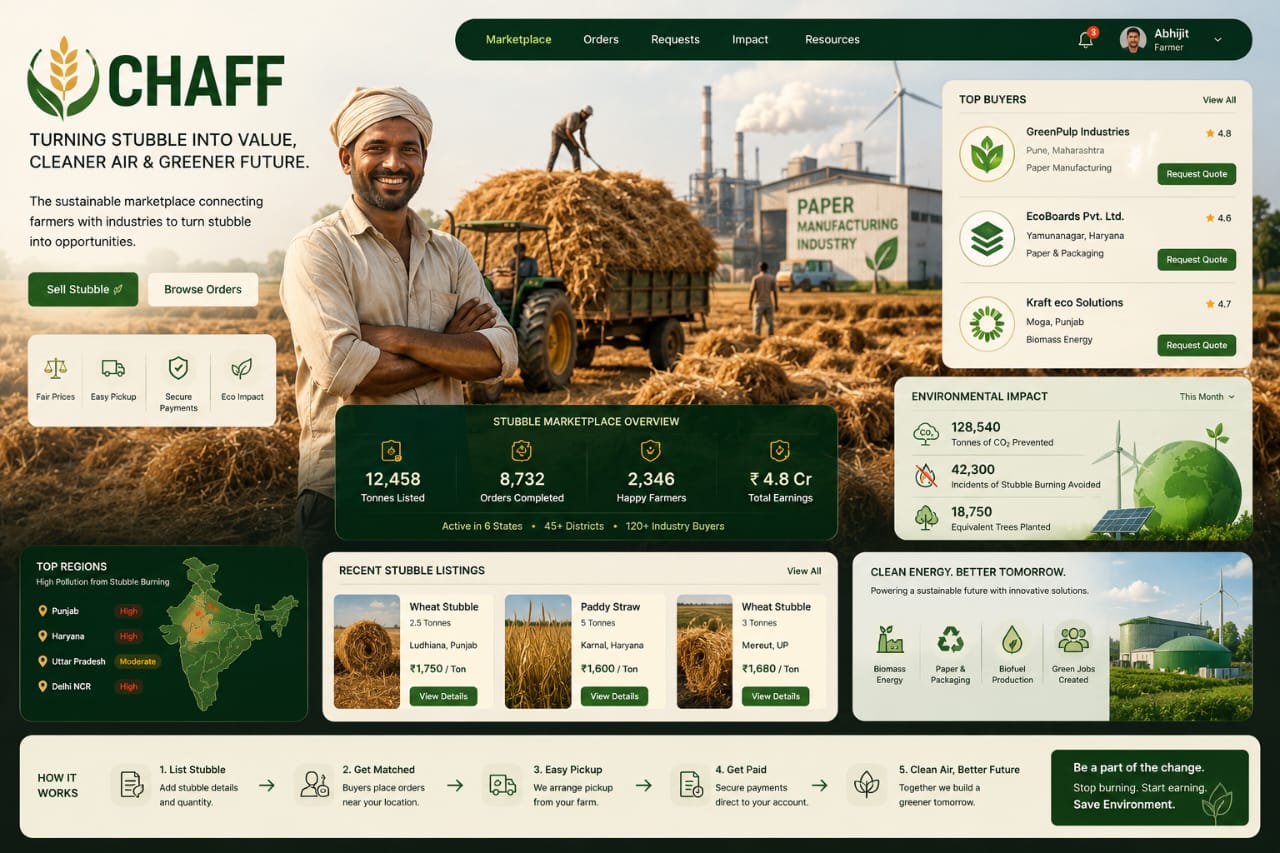 CHAFF
TURNING STUBBLE INTO VALUE,
CLEANER AIR & GREENER FUTURE.
The sustainable marketplace connecting
farmers with industries to turn stubble
into opportunities.
Sell Stubble
Browse Orders
Fair Prices
Easy Pickup
Secure
Payments
Eco Impact
Marketplace
Orders
Requests
Impact
Resources
3
Abhijit
Farmer
PAPER
MANUFACTURING
INDUSTRY
TOP BUYERS
View All
GreenPulp Industries
4.8
Pune, Maharashtra
Paper Manufacturing
Request Quote
EcoBoards Pvt. Ltd.
4.6
Yamunanagar, Haryana
Paper & Packaging
Request Quote
Kraft eco Solutions
4.7
Moga, Punjab
Biomass Energy
Request Quote
STUBBLE MARKETPLACE OVERVIEW
12,458
Tonnes Listed
8,732
Orders Completed
2,346
Happy Farmers
₹ 4.8 Cr
Total Earnings
Active in 6 States • 45+ Districts • 120+ Industry Buyers
ENVIRONMENTAL IMPACT
This Month
CO₂
128,540
Tonnes of CO₂ Prevented
42,300
Incidents of Stubble Burning Avoided
18,750
Equivalent Trees Planted
TOP REGIONS
High Pollution from Stubble Burning
Punjab High
Haryana High
Uttar Pradesh Moderate
Delhi NCR High
RECENT STUBBLE LISTINGS
View All
Wheat Stubble
2.5 Tonnes
Ludhiana, Punjab
₹1,750 / Ton
View Details
Paddy Straw
5 Tonnes
Karnal, Haryana
₹1,600 / Ton
View Details
Wheat Stubble
3 Tonnes
Mereut, UP
₹1,680 / Ton
View Details
CLEAN ENERGY. BETTER TOMORROW.
Powering a sustainable future with innovative solutions.
Biomass
Energy
Paper &
Packaging
Biofuel
Production
Green Jobs
Created
HOW IT
WORKS
1. List Stubble
Add stubble details
and quantity.
2. Get Matched
Buyers place orders
near your location.
3. Easy Pickup
We arrange pickup
from your farm.
4. Get Paid
Secure payments
direct to your account.
5. Clean Air, Better Future
Together we build a
greener tomorrow.
Be a part of the change.
Stop burning. Start earning.
Save Environment.